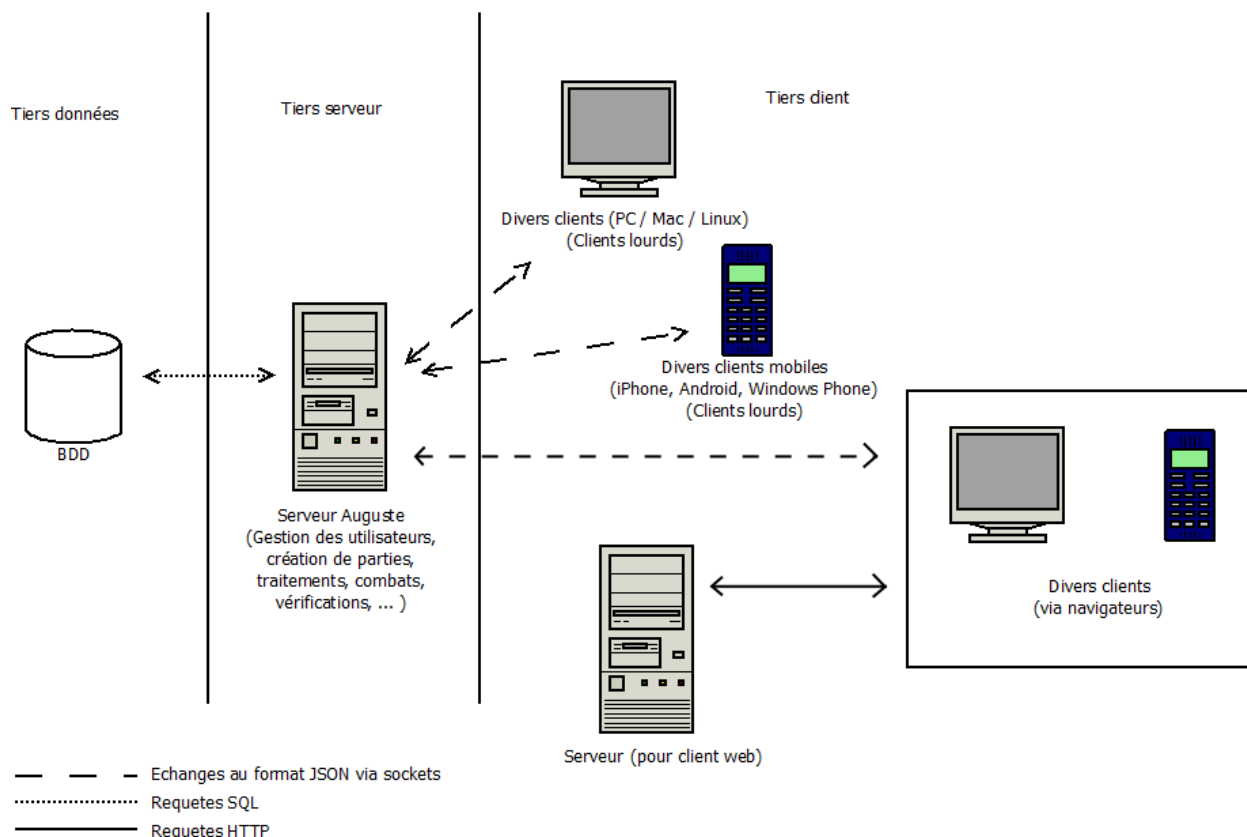 Tiers données
Tiers serveur
Tiers client
Divers clients (PC / Mac / Linux)
(Clients lourds)
Divers clients mobiles
(iPhone, Android, Windows Phone)
(Clients lourds)
BDD
Serveur Auguste
(Gestion des utilisateurs,
création de parties,
traitements, combats,
vérifications, ... )
Divers clients
(via navigateurs)
Serveur (pour client web)
Echanges au format JSON via sockets
Requetes SQL
Requetes HTTP